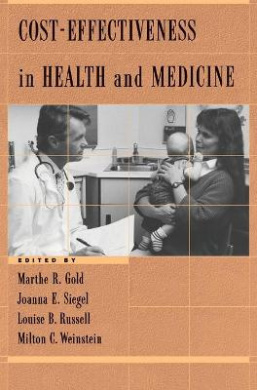 COST-EFFECTIVENESS
in HEALTH and MEDICINE
EDITED BY
Marthe R. Gold
Joanna E. Siegel
Louise B. Russell
Milton C. Weinstein